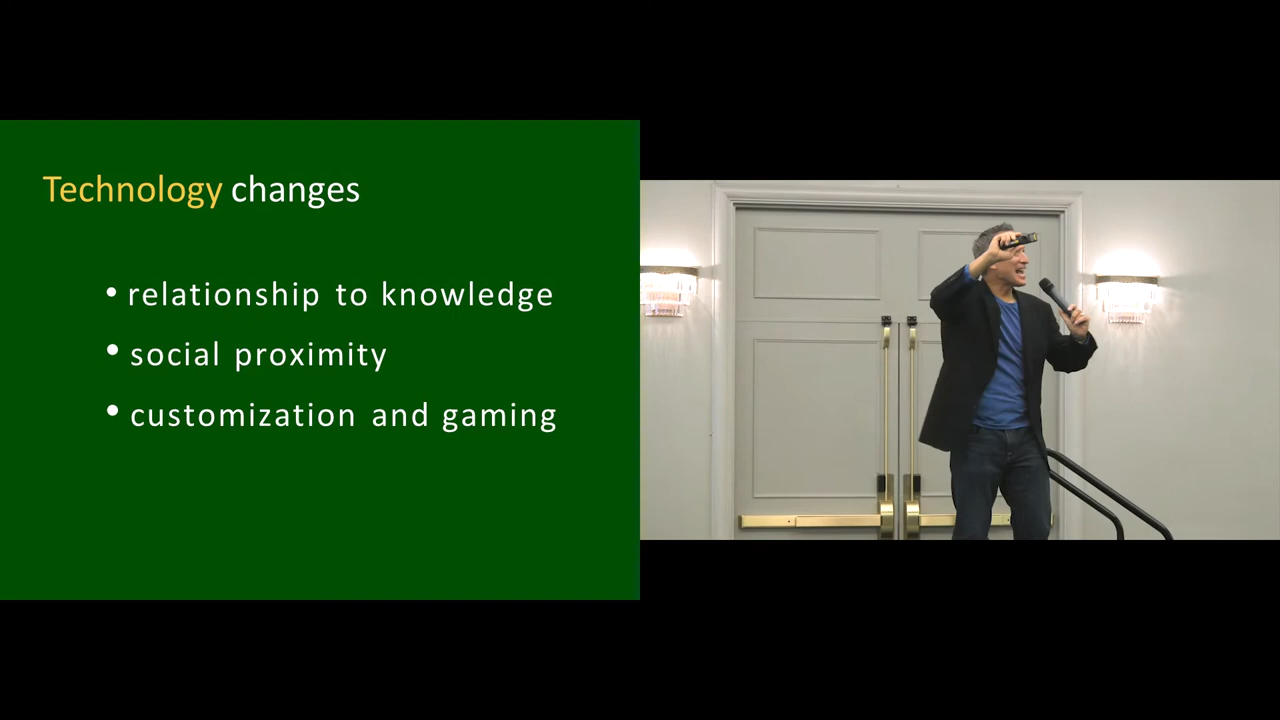 Technology changes
• relationship to knowledge
• social proximity
• customization and gaming